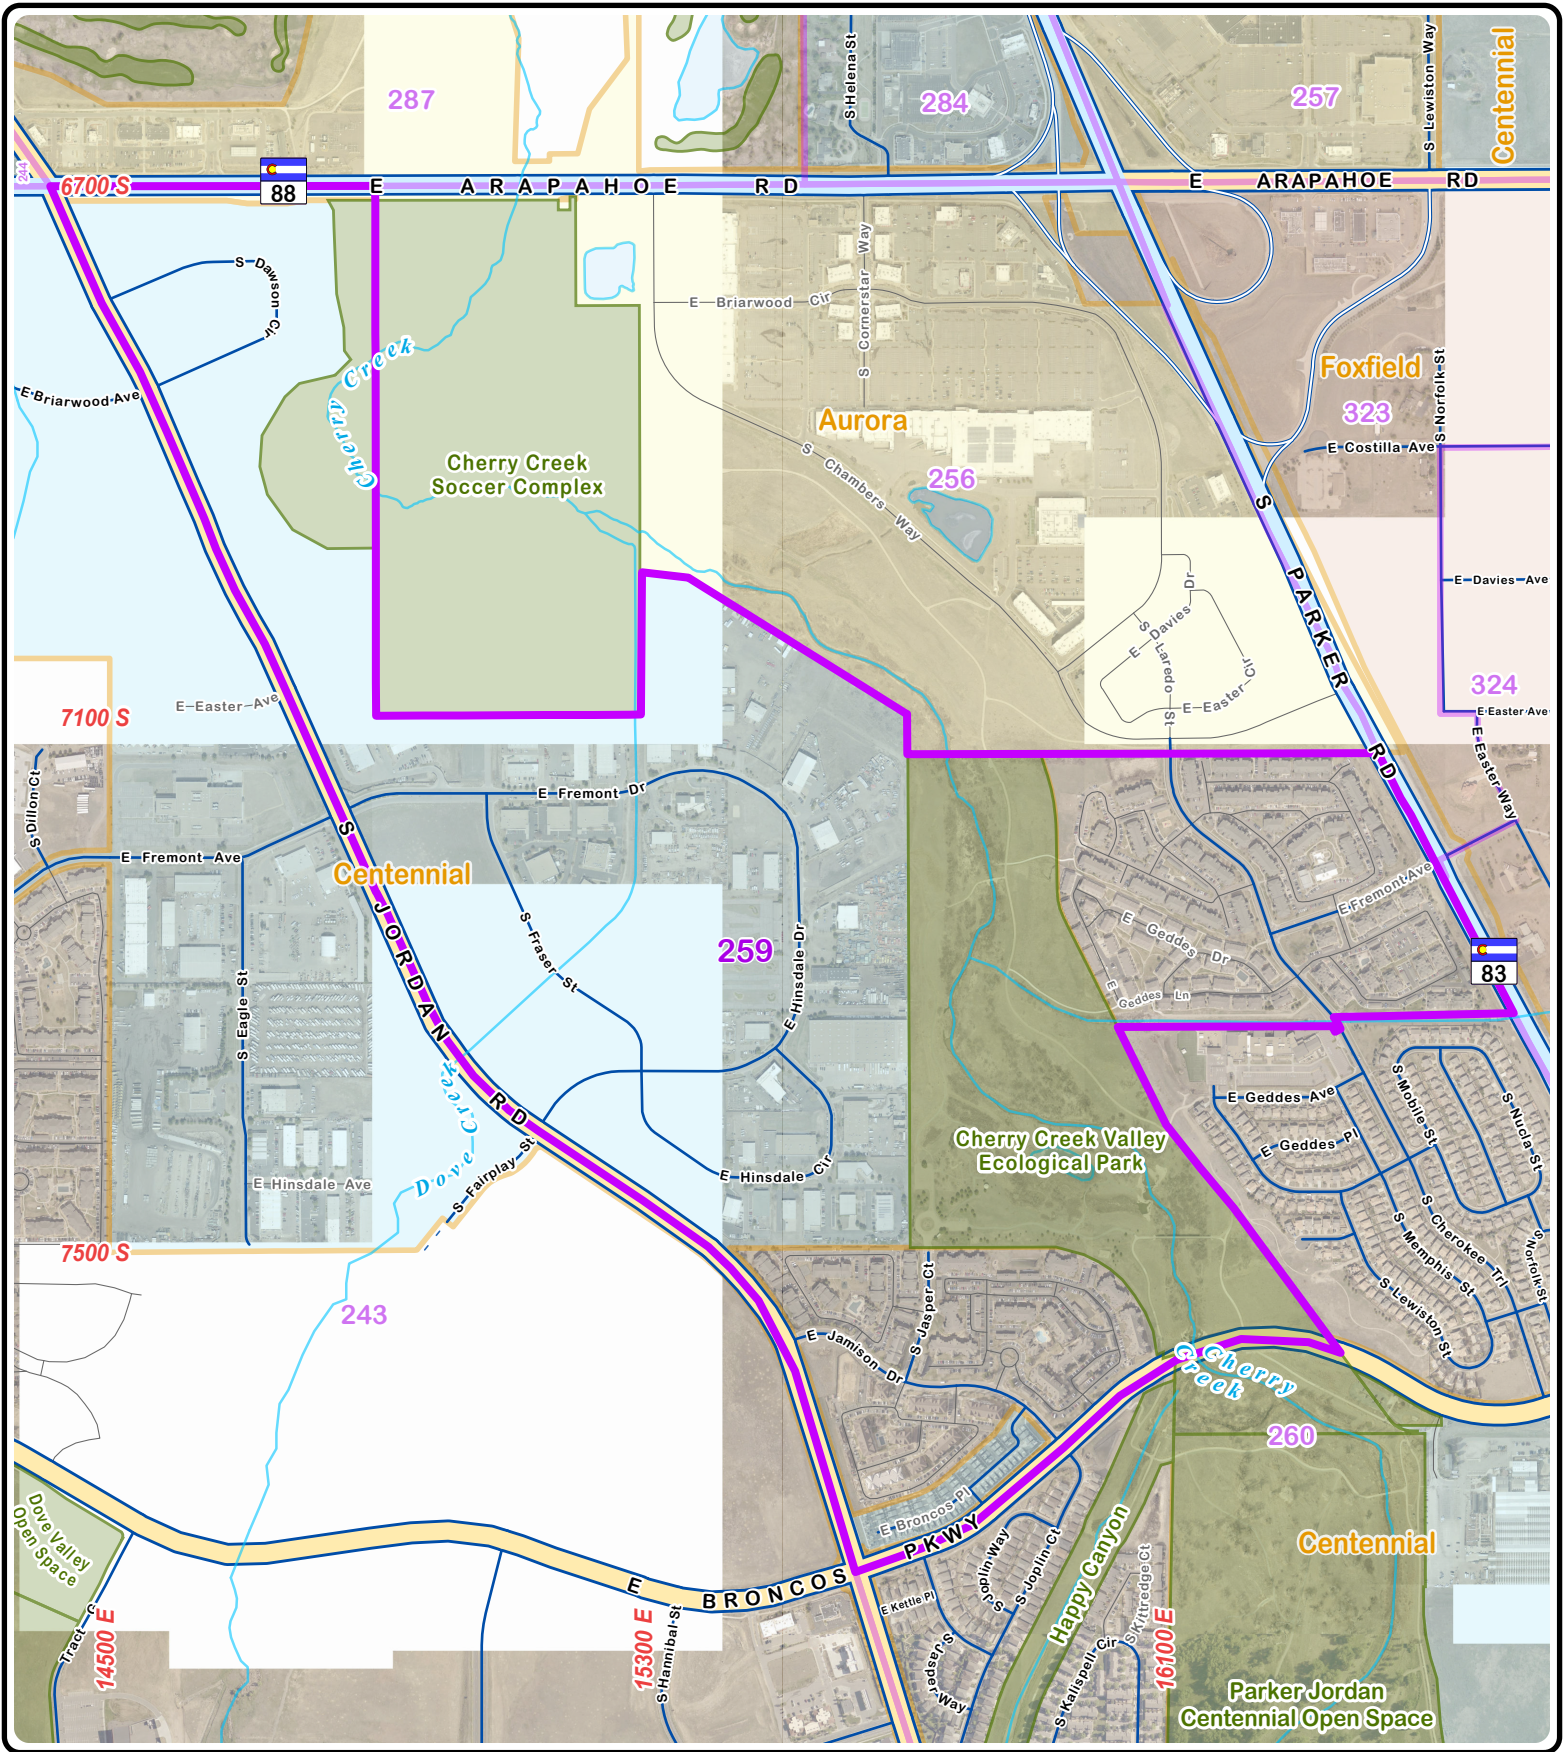 287
284
257
S Helena St
S Lewiston Way
Centennial
244
6700 S
88
E ARAPAHOE RD
E ARAPAHOE RD
S Dawson Cir
E Briarwood Cir
S Cornerstar Way
E Briarwood Ave
Cherry Creek
Foxfield
323
S Norfolk St
E Costilla Ave
Aurora
Cherry Creek
Soccer Complex
256
S Chambers Way
E Davies Ave
E Davies Dr
S Laredo St
E Easter Cir
S PARKER RD
324
E Easter Ave
E Easter Way
E Easter Ave
7100 S
S Dillon Ct
E Fremont Dr
E Fremont Ave
Centennial
S JORDAN RD
E Fremont Ave
S Fraser St
259
E Hinsdale Dr
E Geddes Dr
83
E Geddes Ln
S Eagle St
Dove Creek
E Geddes Ave
S Mobile St
S Nucla St
E Geddes Pl
Cherry Creek Valley
Ecological Park
E Hinsdale Ave
S Fairplay St
E Hinsdale Cir
S Cherokee Trl
S Memphis St
S Norfolk St
S Lewiston St
7500 S
243
S Jasper Ct
E Jamison Dr
Cherry
Creek
260
Dove Valley
Open Space
E Broncos Pl
E BRONCOS PKWY
Centennial
S Joplin Way
S Joplin Ct
Happy Canyon
S Kittredge Ct
E Kettle Pl
Tract C
14500 E
15300 E
S Hannibal St
S Jasper Way
S Kalispell Cir
16100 E
Parker Jordan
Centennial Open Space